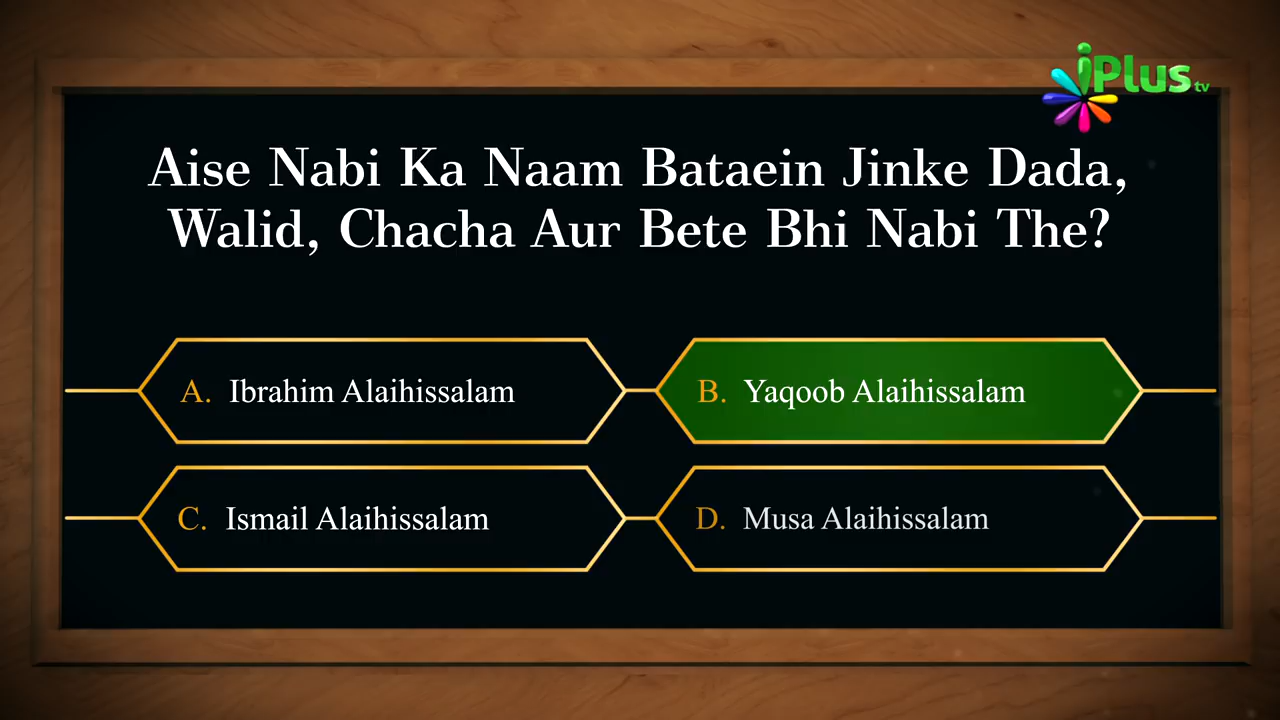 iPlus tv
Aise Nabi Ka Naam Bataein Jinke Dada,
Walid, Chacha Aur Bete Bhi Nabi The?
A. Ibrahim Alaihissalam
B. Yaqoob Alaihissalam
C. Ismail Alaihissalam
D. Musa Alaihissalam